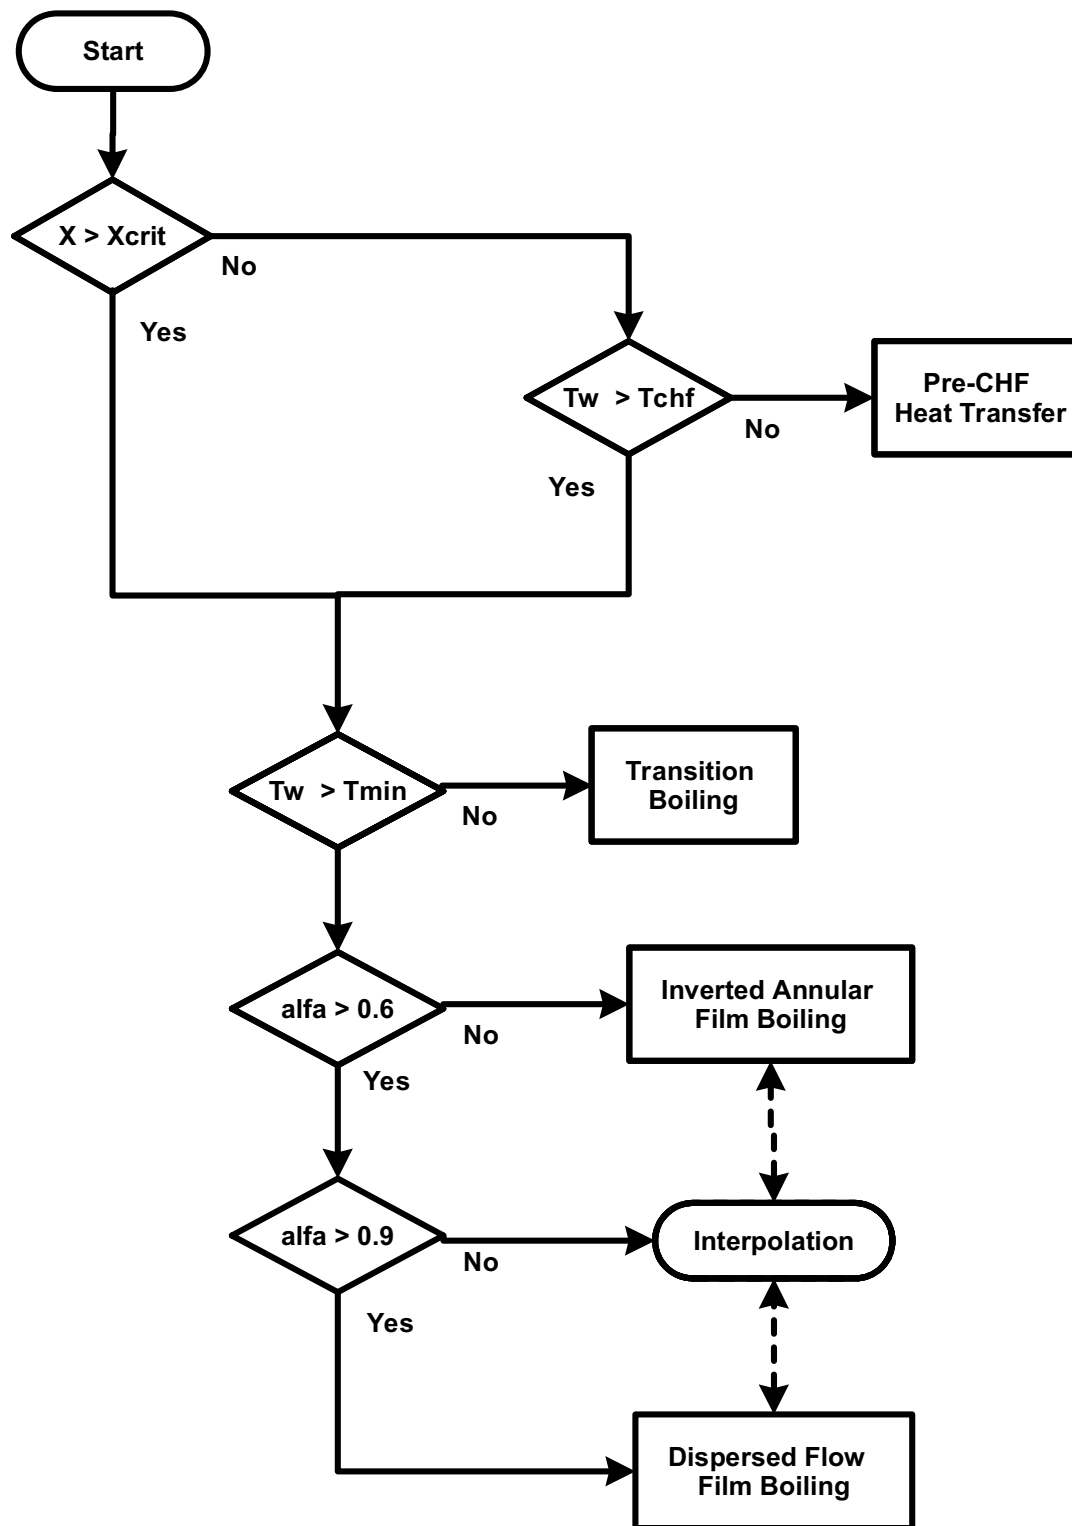 Start
X > Xcrit
No
Yes
Tw > Tchf
No
Yes
Pre-CHF
Heat Transfer
Tw > Tmin
No
Transition
Boiling
alfa > 0.6
No
Yes
Inverted Annular
Film Boiling
alfa > 0.9
No
Yes
Interpolation
Dispersed Flow
Film Boiling